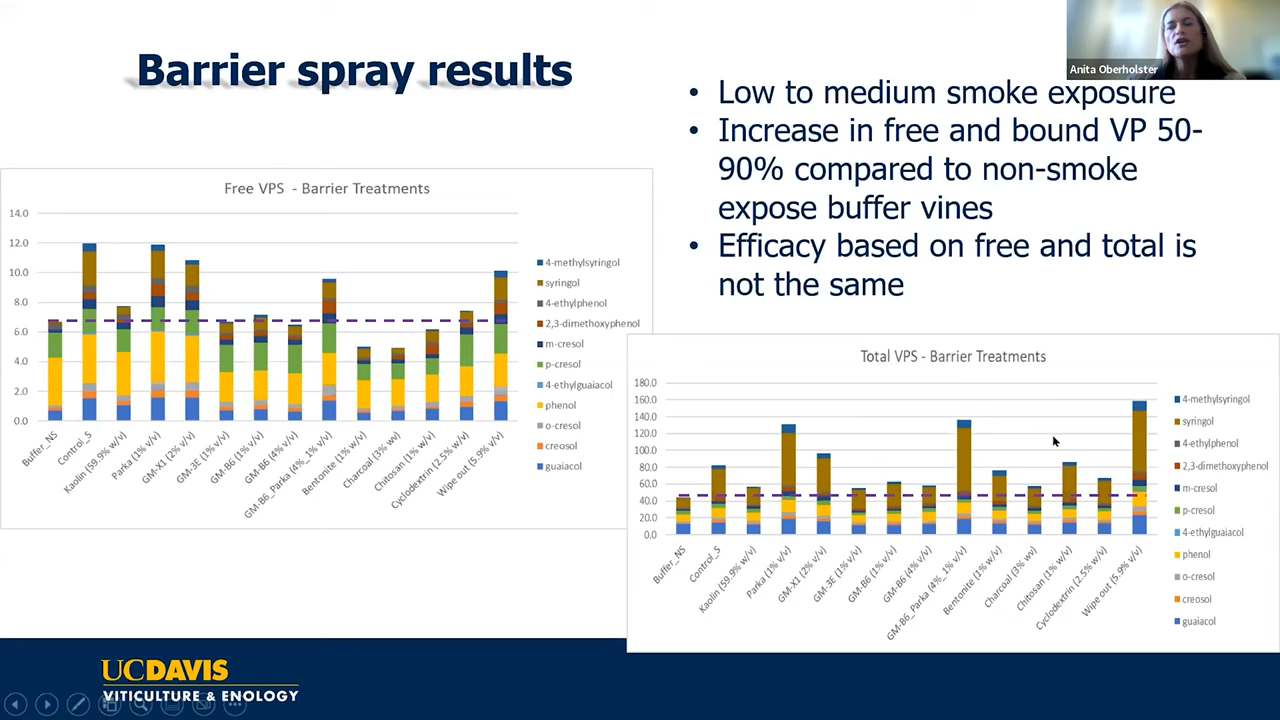 Barrier spray results
Anita Oberholster
• Low to medium smoke exposure
• Increase in free and bound VP 50-
90% compared to non-smoke
expose buffer vines
• Efficacy based on free and total is
not the same
Free VPS - Barrier Treatments
14.0
12.0
10.0
8.0
6.0
4.0
2.0
0.0
Buffer_NS
Control_S
Kaolin (59.9% w/v)
Parka (1% v/v)
GM-X1 (2% v/v)
GM-3E (1% v/v)
GM-B6 (1% v/v)
GM-B6 (4% v/v)
GM-B6_Parka (4%_1% v/v)
Bentonite (1% w/v)
Charcoal (3% wv)
Chitosan (1% w/v)
Cyclodextrin (2.5% w/v)
Wipe out (5.9% v/v)
4-methylsyringol
syringol
4-ethylphenol
2,3-dimethoxyphenol
m-cresol
p-cresol
4-ethylguaiacol
phenol
o-cresol
creosol
guaiacol
Total VPS - Barrier Treatments
180.0
160.0
140.0
120.0
100.0
80.0
60.0
40.0
20.0
0.0
Buffer_NS
Control_S
Kaolin (59.9% w/v)
Parka (1% v/v)
GM-X1 (2% v/v)
GM-3E (1% v/v)
GM-B6 (1% v/v)
GM-B6 (4% v/v)
GM-B6_Parka (4%_1% v/v)
Bentonite (1% w/v)
Charcoal (3% wv)
Chitosan (1% w/v)
Cyclodextrin (2.5% w/v)
Wipe out (5.9% v/v)
4-methylsyringol
syringol
4-ethylphenol
2,3-dimethoxyphenol
m-cresol
p-cresol
4-ethylguaiacol
phenol
o-cresol
creosol
guaiacol
UCDAVIS
VITICULTURE & ENOLOGY